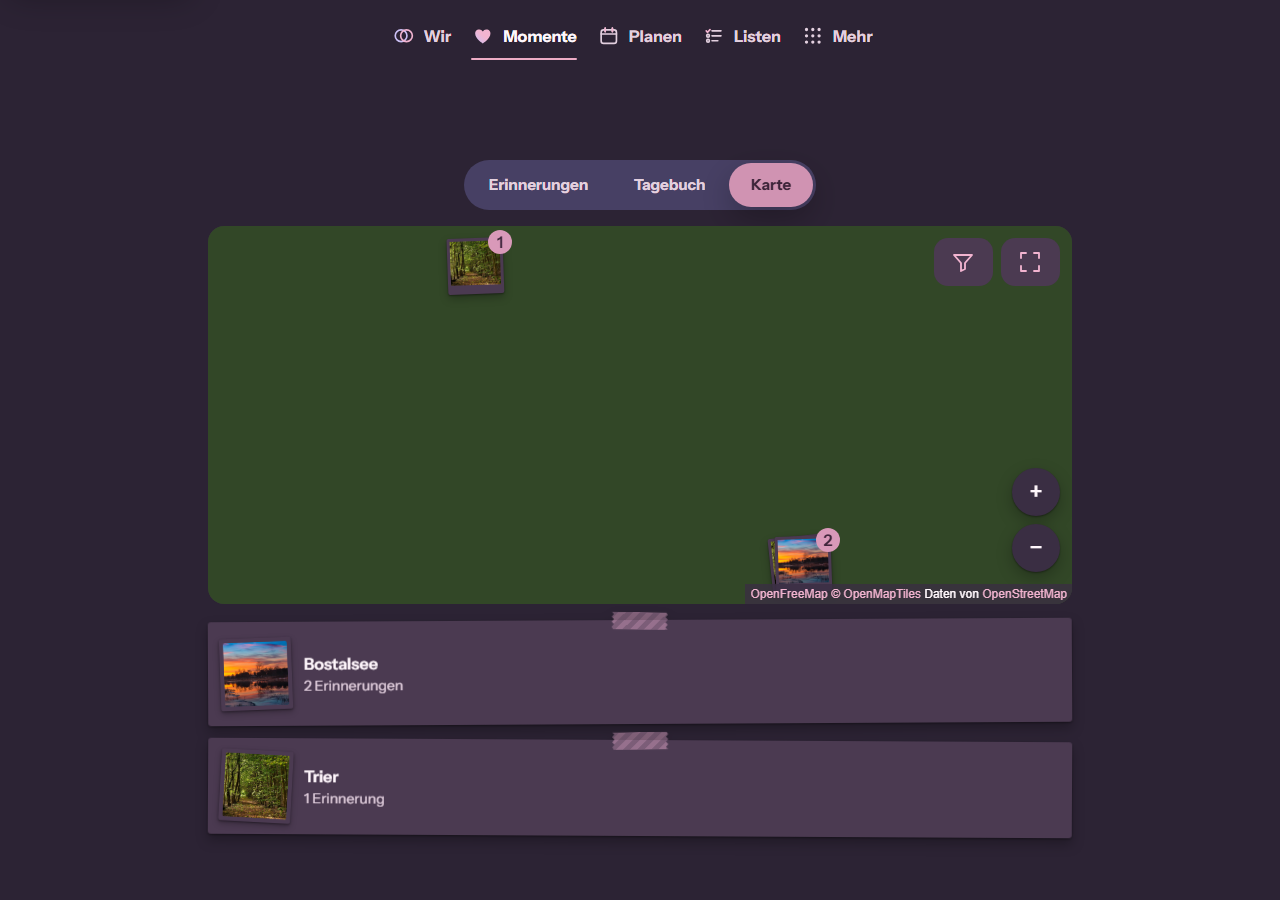 Wir Momente Planen Listen Mehr
Erinnerungen Tagebuch Karte
1
+
2
−
OpenFreeMap © OpenMapTiles Daten von OpenStreetMap
Bostalsee
2 Erinnerungen
Trier
1 Erinnerung